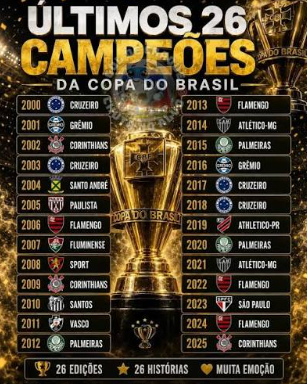 ÚLTIMOS 26
CAMPEÕES
DA COPA DO BRASIL
2000 CRUZEIRO
2001 GRÊMIO
2002 CORINTHIANS
2003 CRUZEIRO
2004 SANTO ANDRÉ
2005 PAULISTA
2006 FLAMENGO
2007 FLUMINENSE
2008 SPORT
2009 CORINTHIANS
2010 SANTOS
2011 VASCO
2012 PALMEIRAS
2013 FLAMENGO
2014 ATLÉTICO-MG
2015 PALMEIRAS
2016 GRÊMIO
2017 CRUZEIRO
2018 CRUZEIRO
2019 ATHLETICO-PR
2020 PALMEIRAS
2021 ATLÉTICO-MG
2022 FLAMENGO
2023 SÃO PAULO
2024 FLAMENGO
2025 CORINTHIANS
COPA DO BRASIL
26 EDIÇÕES
26 HISTÓRIAS
MUITA EMOÇÃO